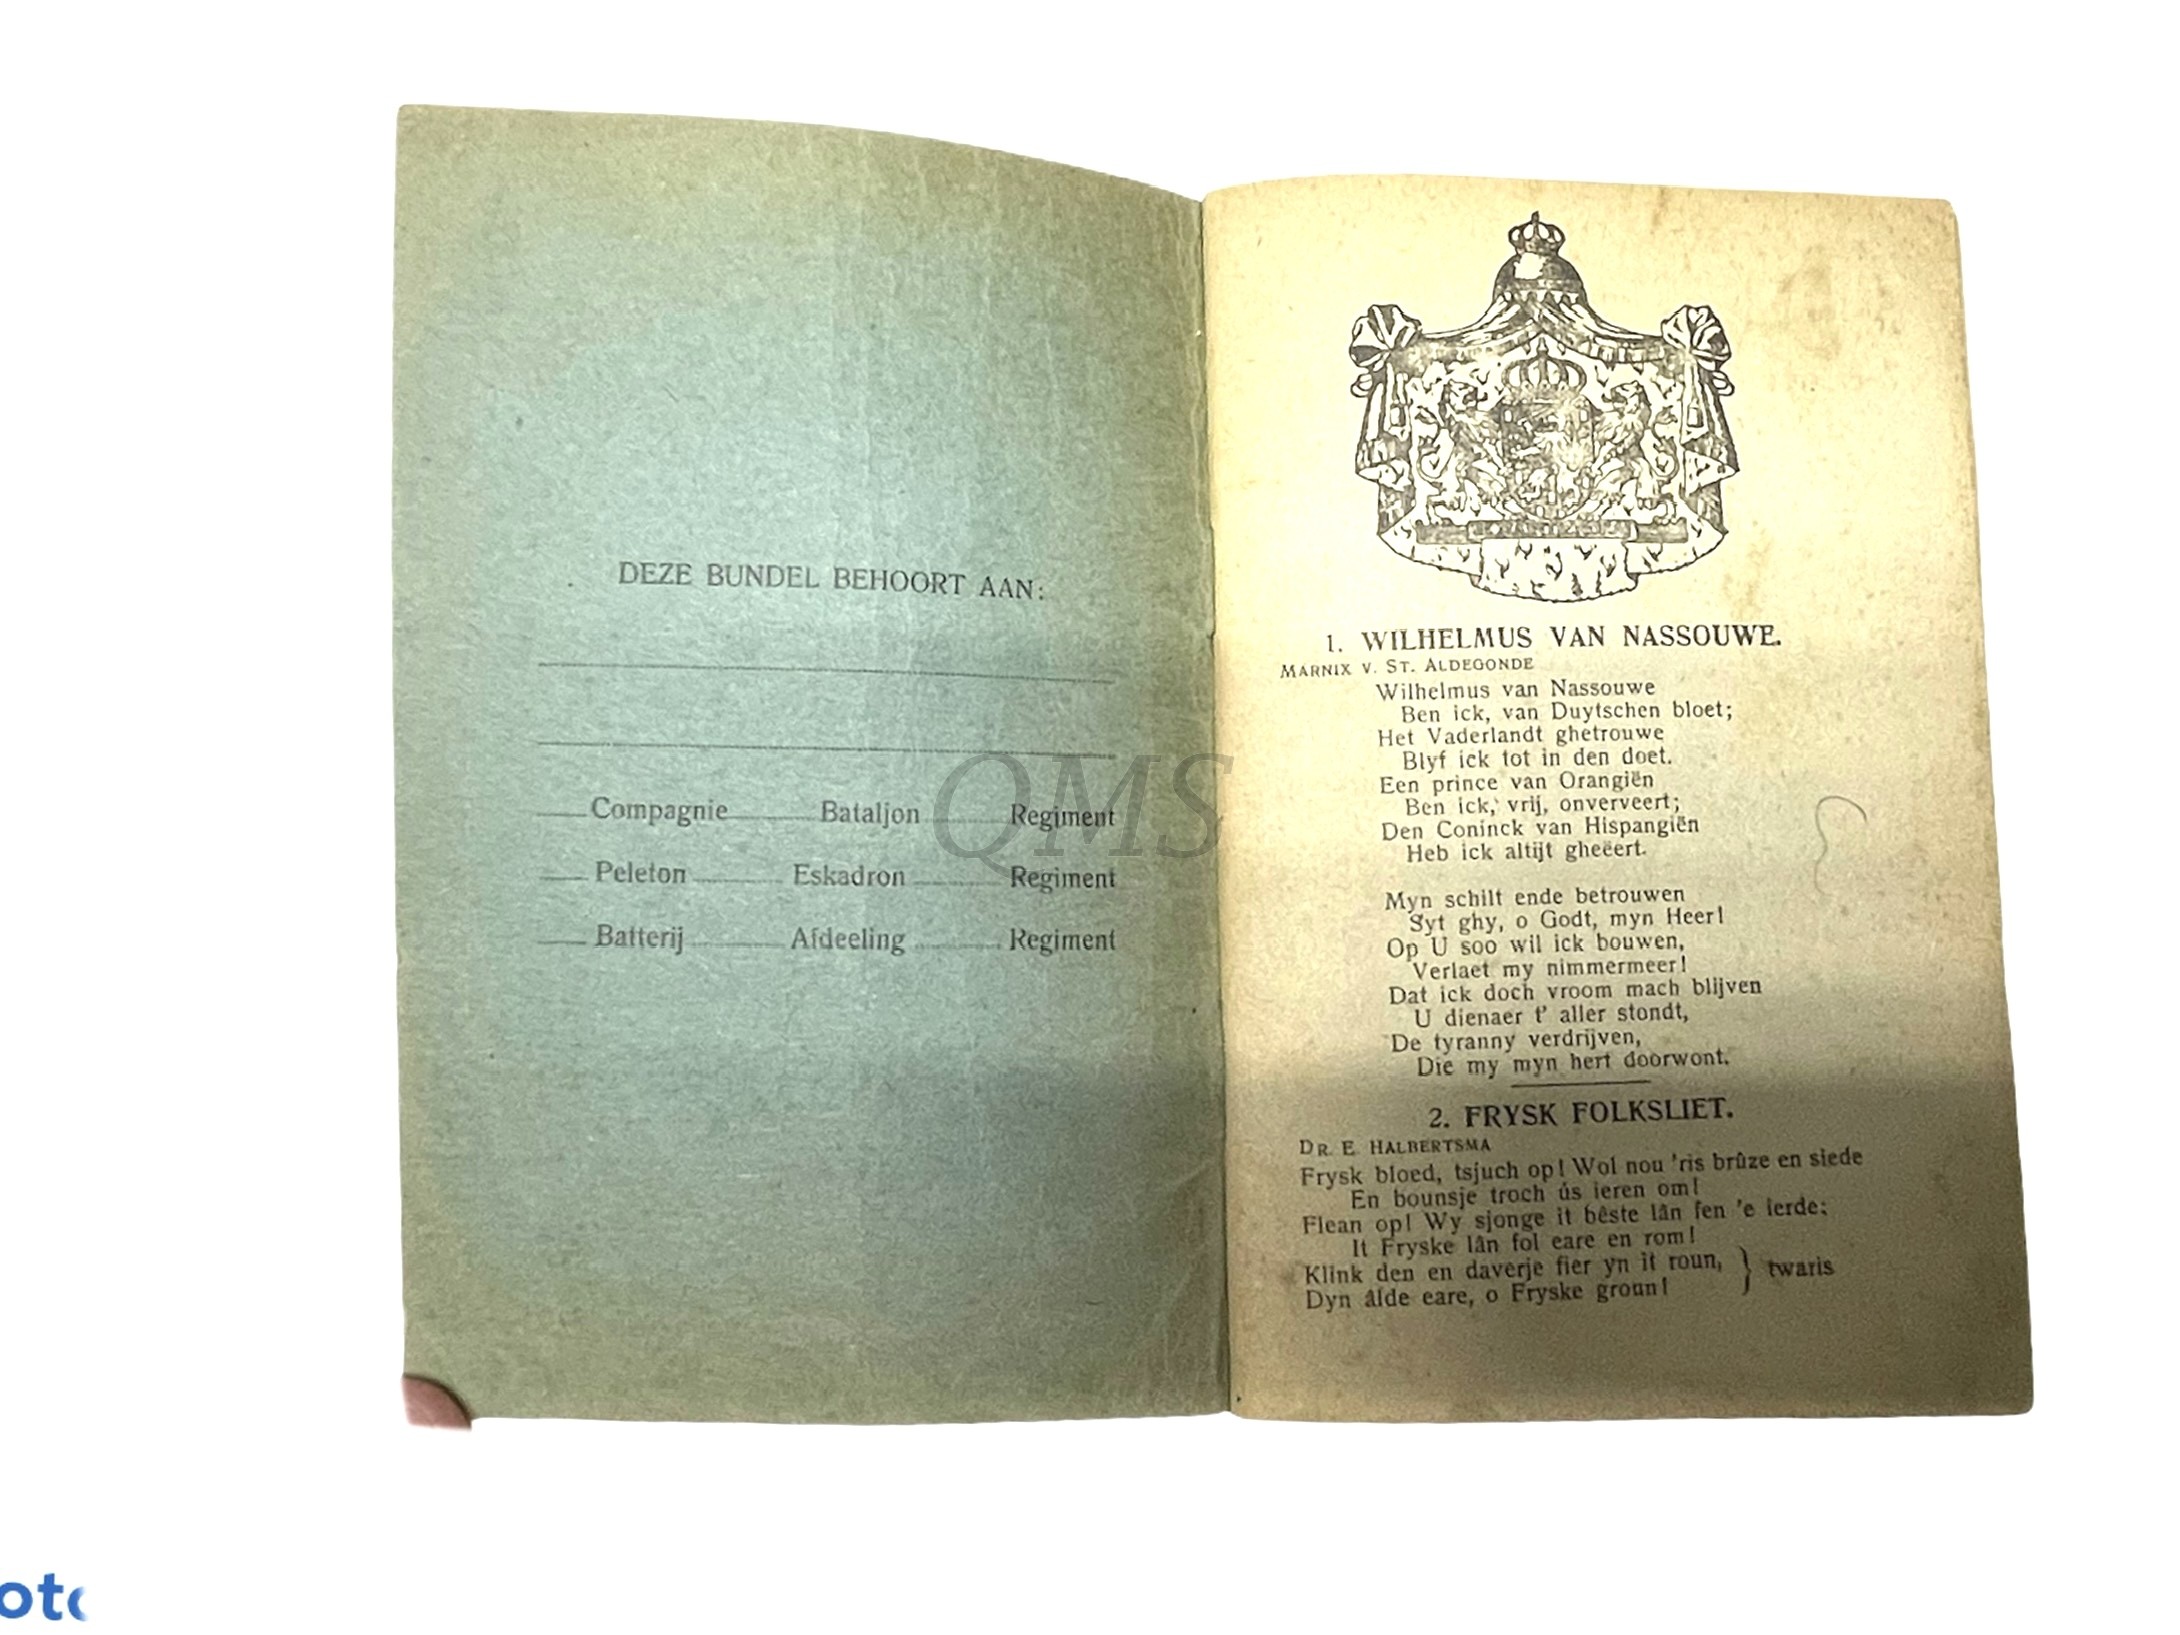 DEZE BUNDEL BEHOORT AAN:
Compagnie Bataljon Regiment
Peleton Eskadron Regiment
Batterij Afdeeling Regiment
QMS
1. WILHELMUS VAN NASSOUWE.
MARNIX V. ST. ALDEGONDE
Wilhelmus van Nassouwe
Ben ick, van Duytschen bloet;
Het Vaderlandt ghetrouwe
Blyf ick tot in den doet.
Een prince van Orangiën
Ben ick, vrij, onverveert;
Den Coninck van Hispangiën
Heb ick altijt gheëert.
Myn schilt ende betrouwen
Syt ghy, o Godt, myn Heer!
Op U soo wil ick bouwen,
Verlaet my nimmermeer!
Dat ick doch vroom mach blijven
U dienaer t' aller stondt,
De tyranny verdrijven,
Die my myn hert doorwont.
2. FRYSK FOLKSLIET.
DR. E. HALBERTSMA
Frysk bloed, tsjuch op! Wol nou 'ris brûze en siede
En bounsje troch ús ieren om!
Flean op! Wy sjonge it bêste lân fen 'e ierde;
It Fryske lân fol eare en rom!
Klink den en daverje fier yn it roun, } twaris
Dyn âlde eare, o Fryske groun!
oto